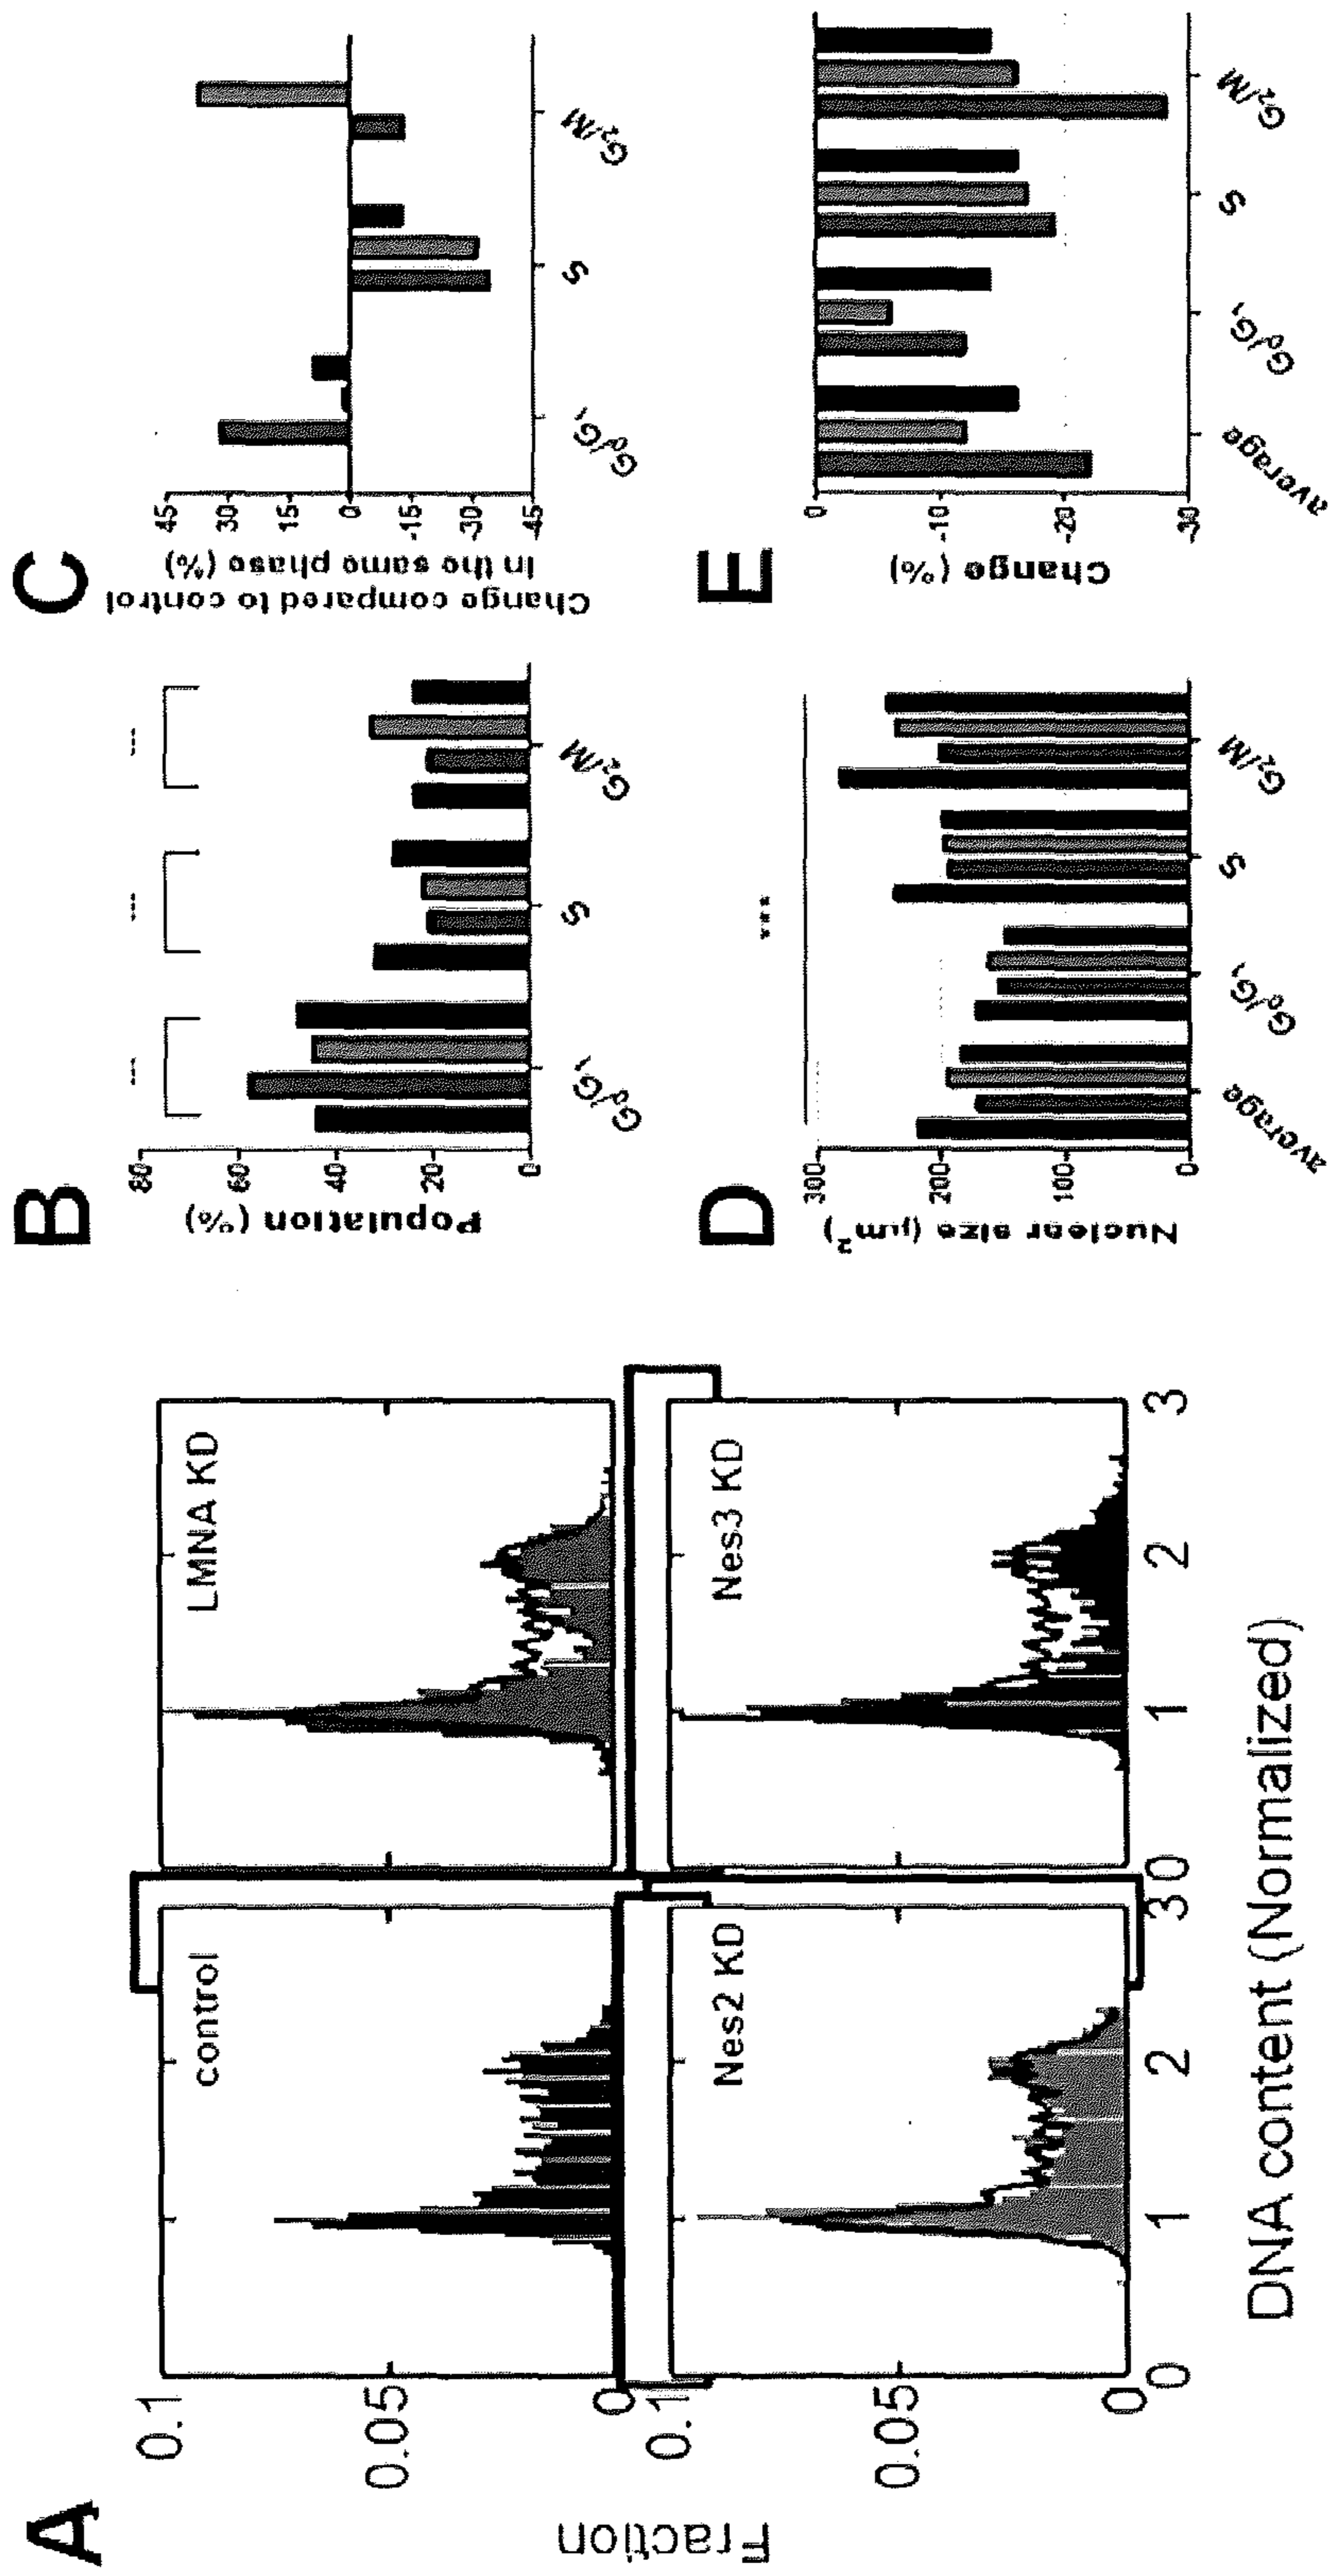 A
Fraction
0.1
0.05
0
control
LMNA KD
0.1
0.05
0
Nes2 KD
Nes3 KD
0
1
2
3
0
1
2
3
DNA content (Normalized)
B
Population (%)
80
60
40
20
0
---
---
---
G0/G1
S
G2/M
C
Change compared to control
in the same phase (%)
45
30
15
0
-15
-30
-45
G0/G1
S
G2/M
D
Nuclear size (μm²)
300
200
100
0
***
average
G0/G1
S
G2/M
E
Change (%)
0
-10
-20
-30
average
G0/G1
S
G2/M